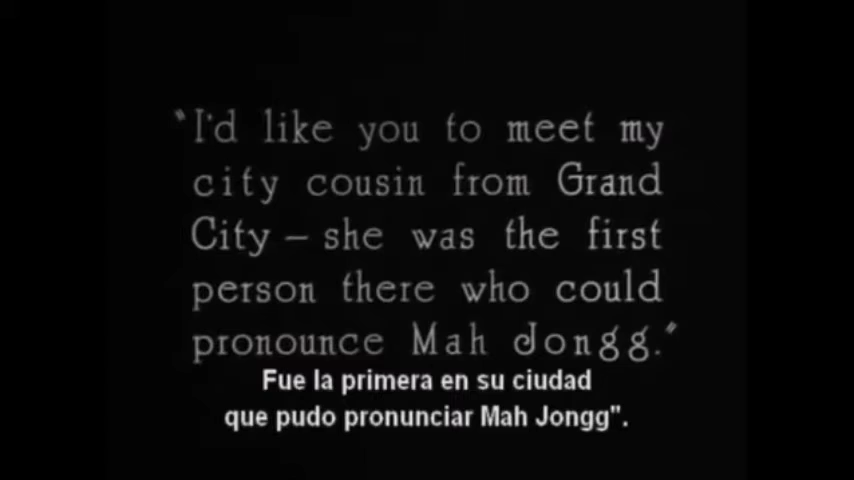 "I'd like you to meet my
city cousin from Grand
City – she was the first
person there who could
pronounce Mah Jongg."
Fue la primera en su ciudad
que pudo pronunciar Mah Jongg".